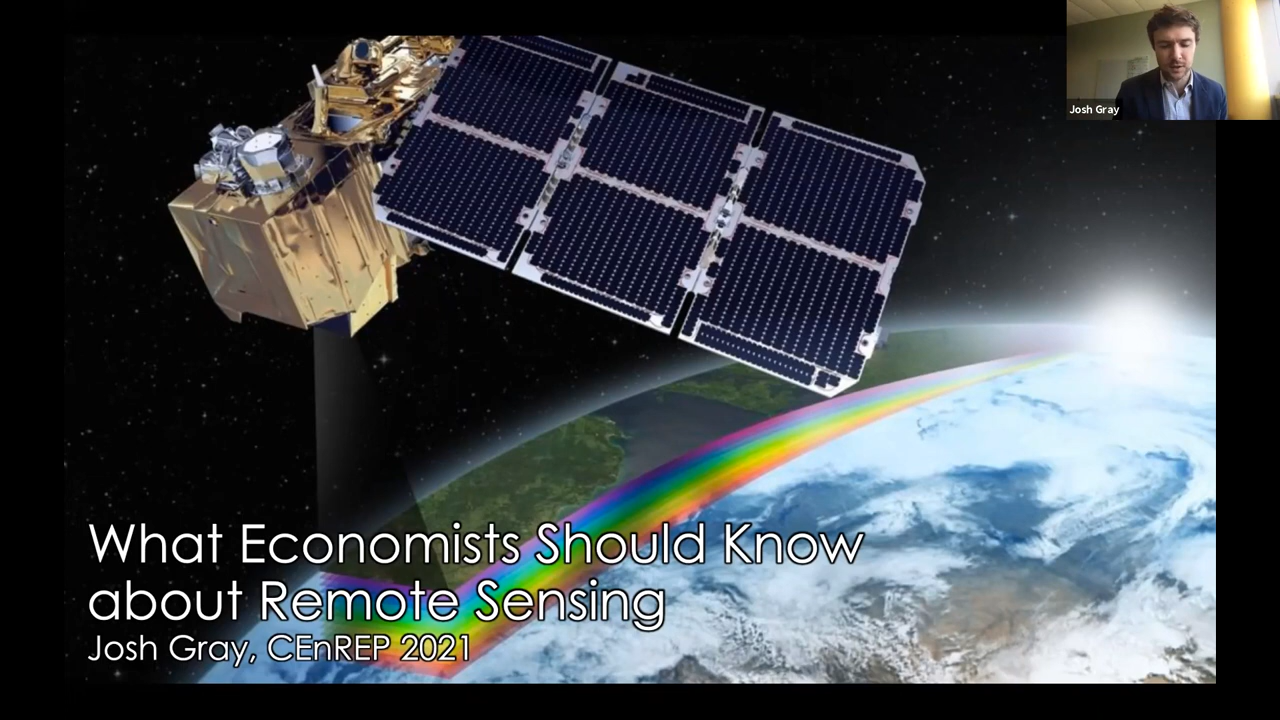 Josh Gray
What Economists Should Know
about Remote Sensing
Josh Gray, CEnREP 2021